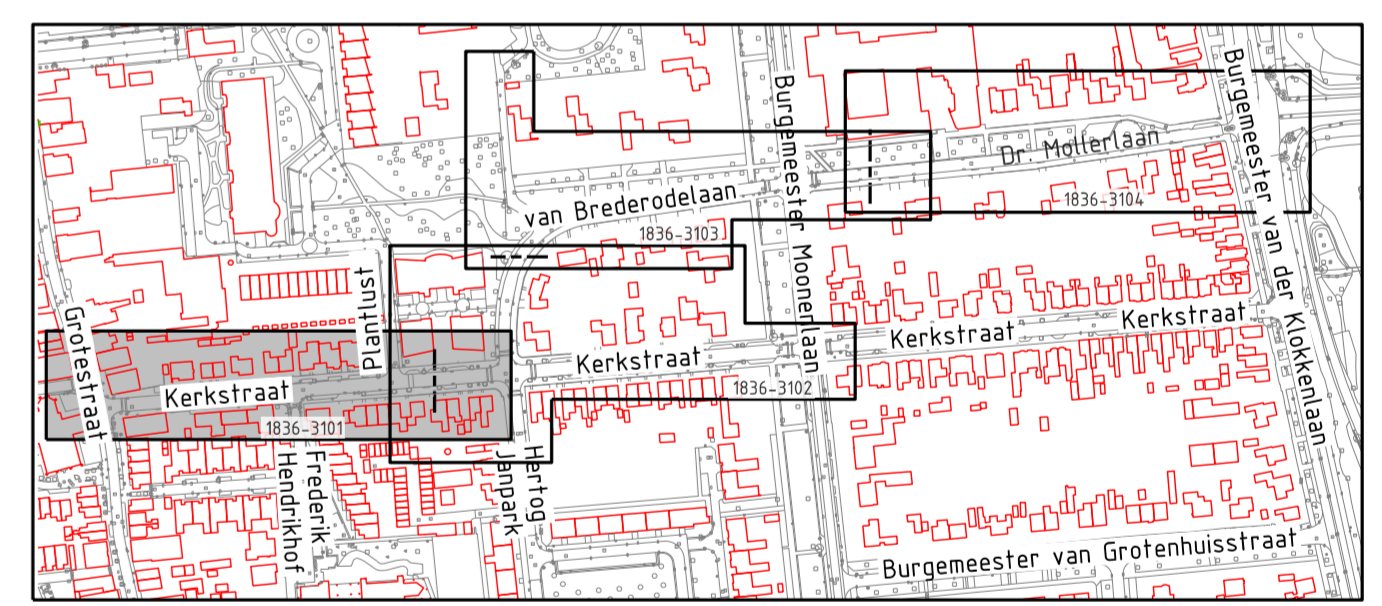 Grotestraat
Kerkstraat
1836-3101
Plantlust
Frederik
Hendrikhof
Hertog
Janpark
van Brederodelaan
1836-3103
Kerkstraat
1836-3102
Burgemeester Moonenlaan
Dr. Mollerlaan
1836-3104
Kerkstraat
Kerkstraat
Burgemeester van der Klokkenlaan
Burgemeester van Grotenhuisstraat